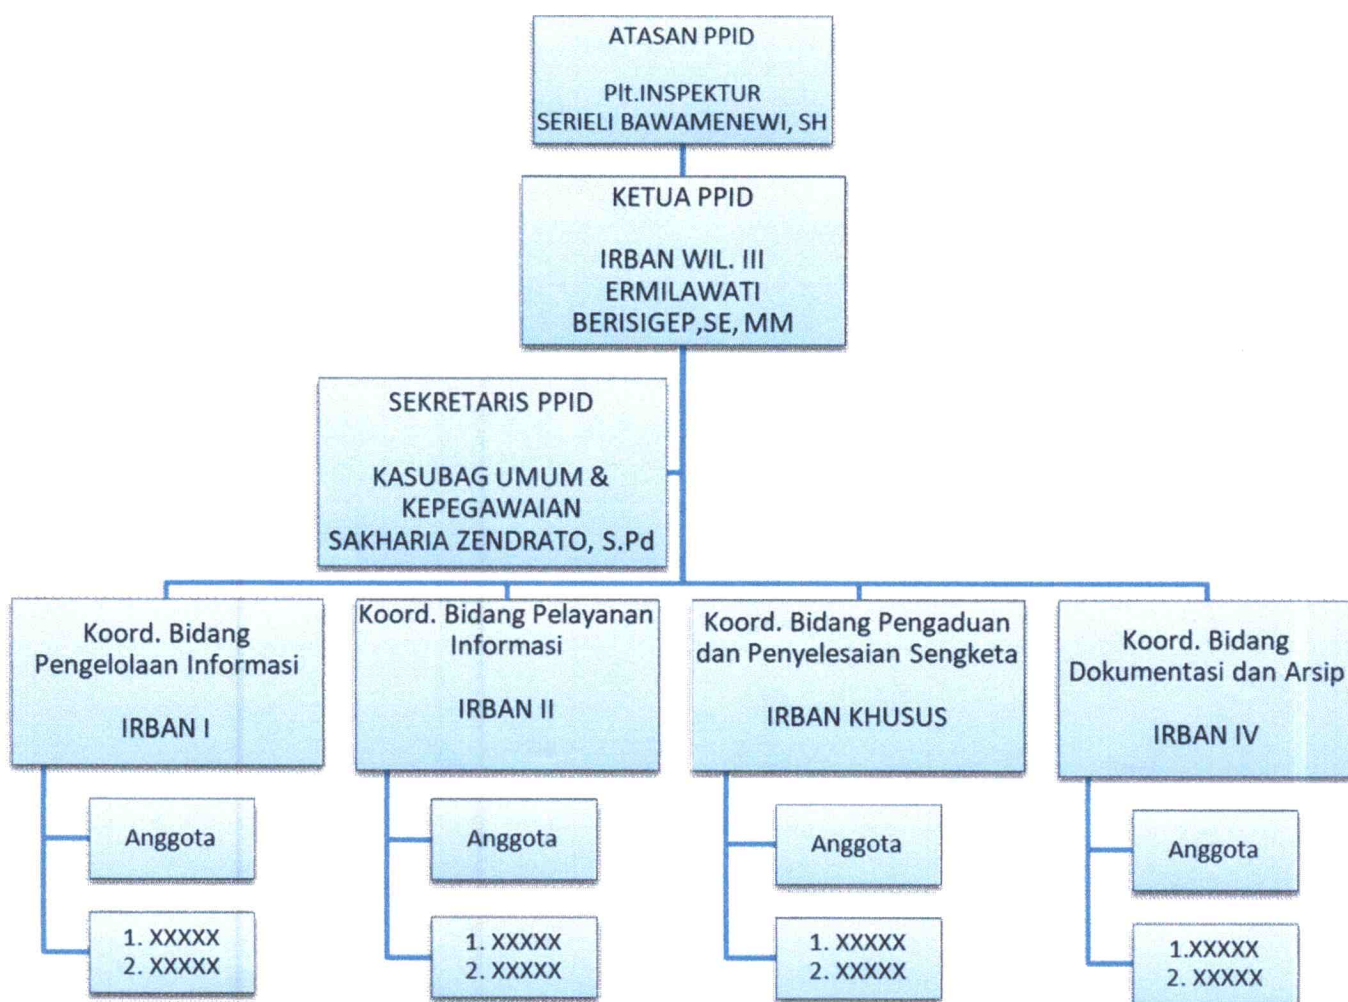 ATASAN PPID
Plt.INSPEKTUR
SERIELI BAWAMENEWI, SH
KETUA PPID
IRBAN WIL. III
ERMILAWATI
BERISIGEP,SE, MM
SEKRETARIS PPID
KASUBAG UMUM &
KEPEGAWAIAN
SAKHARIA ZENDRATO, S.Pd
Koord. Bidang
Pengelolaan Informasi
IRBAN I
Koord. Bidang Pelayanan
Informasi
IRBAN II
Koord. Bidang Pengaduan
dan Penyelesaian Sengketa
IRBAN KHUSUS
Koord. Bidang
Dokumentasi dan Arsip
IRBAN IV
Anggota
Anggota
Anggota
Anggota
1. XXXXX
2. XXXXX
1. XXXXX
2. XXXXX
1. XXXXX
2. XXXXX
1.XXXXX
2. XXXXX